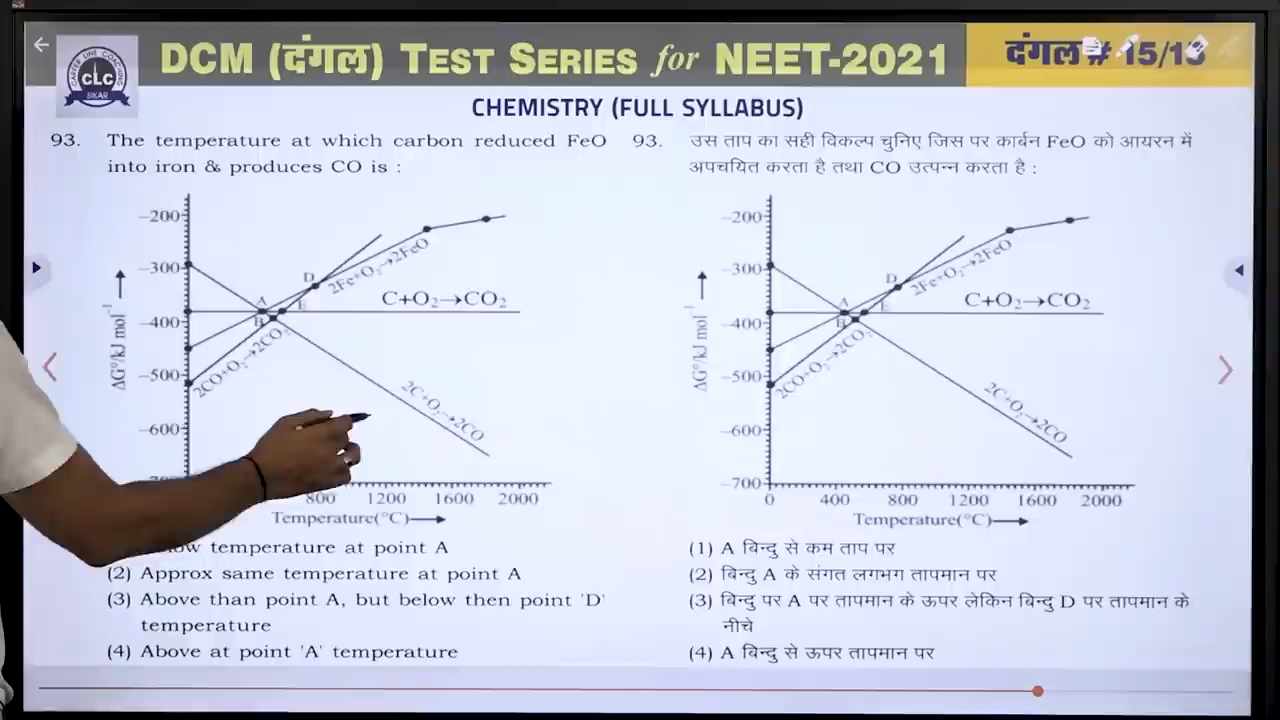 DCM (दंगल) TEST SERIES for NEET-2021
दंगल # 15/15
CLC
SIKAR
CHEMISTRY (FULL SYLLABUS)
93. The temperature at which carbon reduced FeO
into iron & produces CO is :
−200
−300
−400
−500
−600
ΔG°/kJ mol⁻¹
D
A
E
B
2Fe+O₂→2FeO
C+O₂→CO₂
2CO+O₂→2CO₂
2C+O₂→2CO
800 1200 1600 2000
Temperature(°C)→
temperature at point A
(2) Approx same temperature at point A
(3) Above than point A, but below then point 'D'
temperature
(4) Above at point 'A' temperature
93. उस ताप का सही विकल्प चुनिए जिस पर कार्बन FeO को आयरन में
अपचयित करता है तथा CO उत्पन्न करता है :
−200
−300
−400
−500
−600
−700
ΔG°/kJ mol⁻¹
D
A
E
B
2Fe+O₂→2FeO
C+O₂→CO₂
2CO+O₂→2CO₂
2C+O₂→2CO
0 400 800 1200 1600 2000
Temperature(°C)→
(1) A बिन्दु से कम ताप पर
(2) बिन्दु A के संगत लगभग तापमान पर
(3) बिन्दु पर A पर तापमान के ऊपर लेकिन बिन्दु D पर तापमान के
नीचे
(4) A बिन्दु से ऊपर तापमान पर